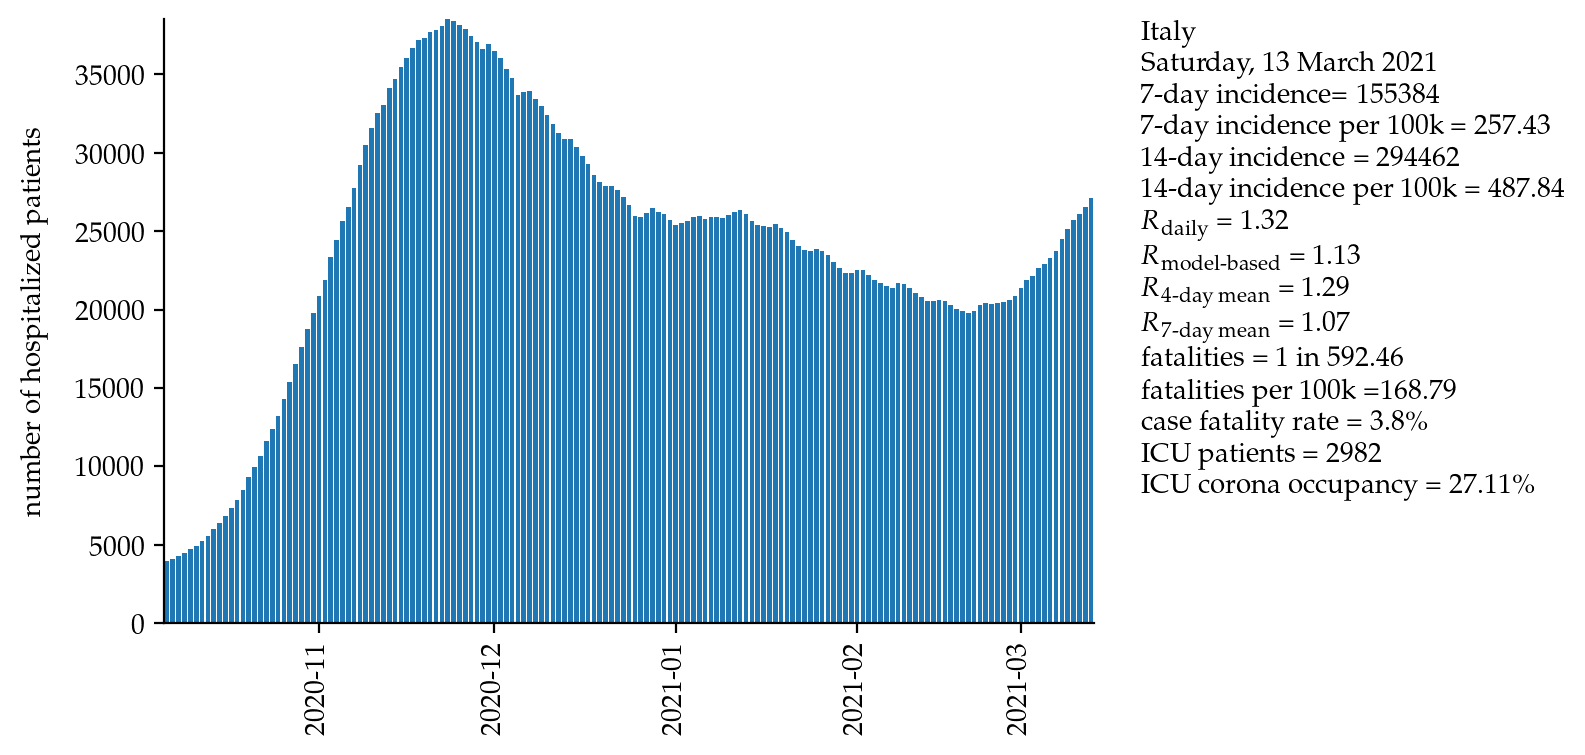 number of hospitalized patients
35000
30000
25000
20000
15000
10000
5000
0
2020-11
2020-12
2021-01
2021-02
2021-03
Italy
Saturday, 13 March 2021
7-day incidence= 155384
7-day incidence per 100k = 257.43
14-day incidence = 294462
14-day incidence per 100k = 487.84
R daily = 1.32
R model-based = 1.13
R 4-day mean = 1.29
R 7-day mean = 1.07
fatalities = 1 in 592.46
fatalities per 100k =168.79
case fatality rate = 3.8%
ICU patients = 2982
ICU corona occupancy = 27.11%